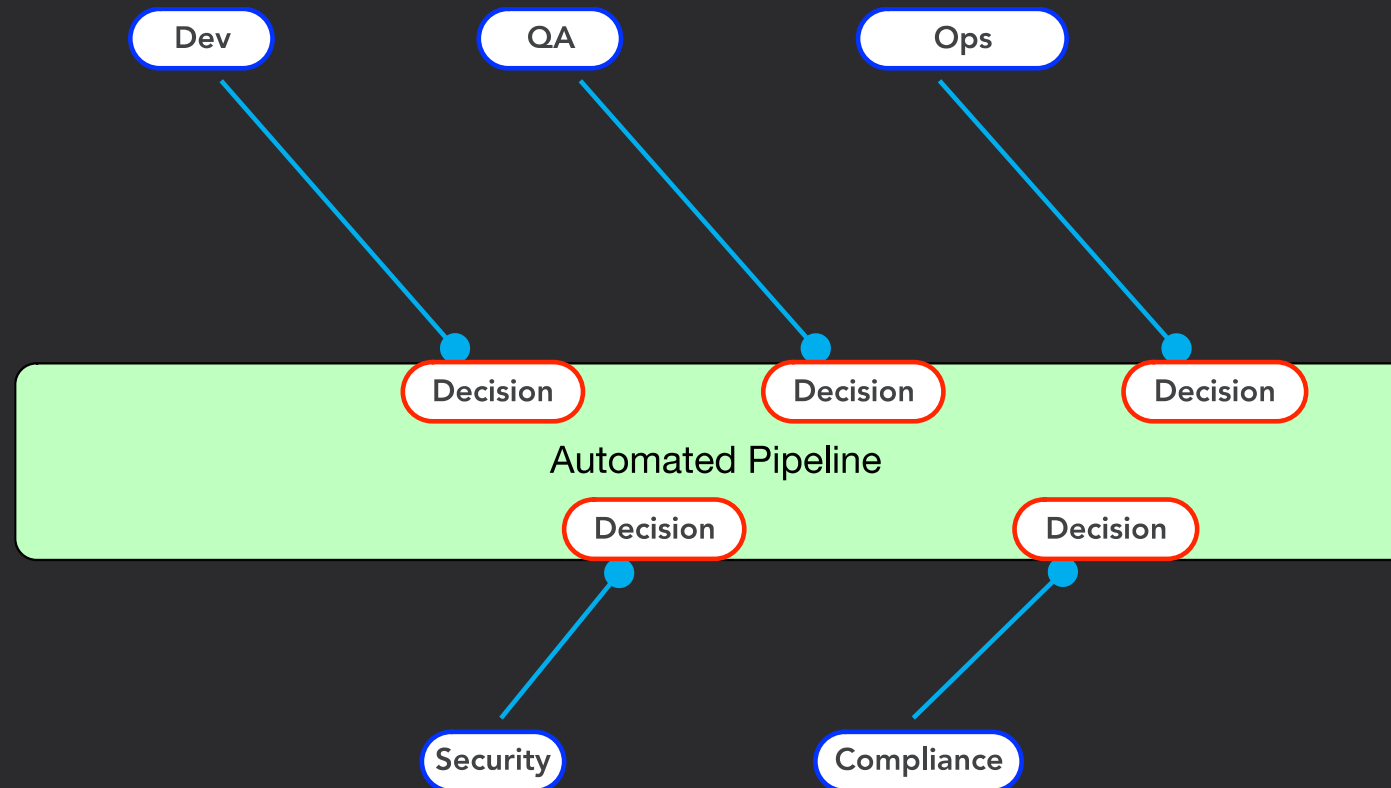 Dev
QA
Ops
Decision
Decision
Decision
Automated Pipeline
Decision
Decision
Security
Compliance